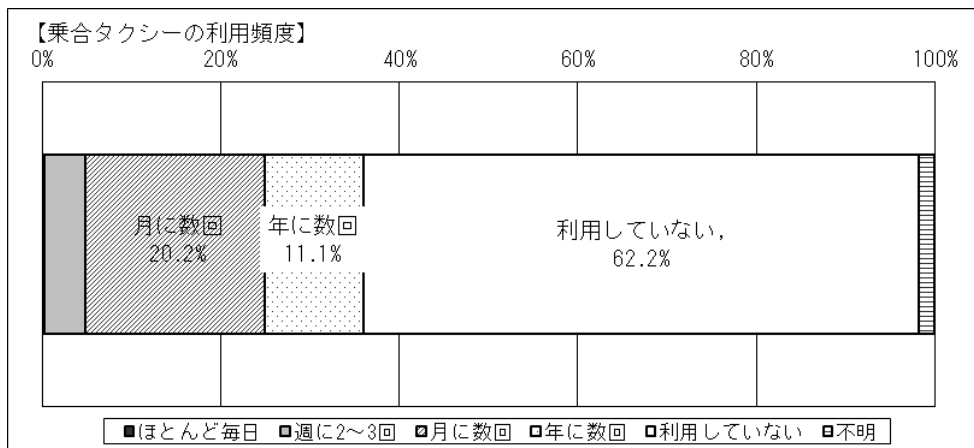 【乗合タクシーの利用頻度】
0% 20% 40% 60% 80% 100%
月に数回
20.2%
年に数回
11.1%
利用していない,
62.2%
■ほとんど毎日 ■週に2～3回 ■月に数回 □年に数回 □利用していない ■不明